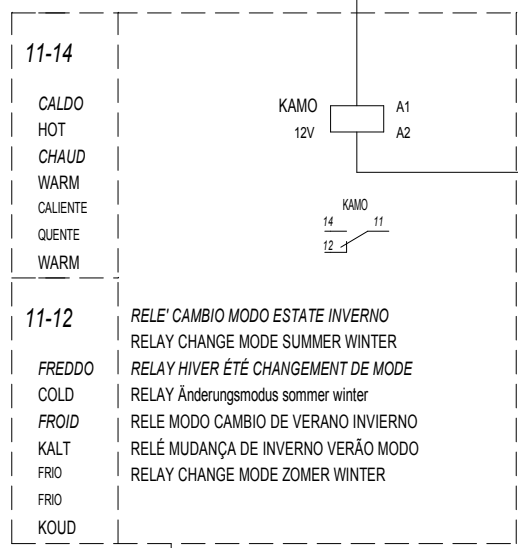 11-14
CALDO
HOT
CHAUD
WARM
CALIENTE
QUENTE
WARM
KAMO A1
12V A2
KAMO
14 11
12
11-12
FREDDO
COLD
FROID
KALT
FRIO
FRIO
KOUD
RELE' CAMBIO MODO ESTATE INVERNO
RELAY CHANGE MODE SUMMER WINTER
RELAY HIVER ÉTÉ CHANGEMENT DE MODE
RELAY Änderungsmodus sommer winter
RELE MODO CAMBIO DE VERANO INVIERNO
RELÉ MUDANÇA DE INVERNO VERÃO MODO
RELAY CHANGE MODE ZOMER WINTER